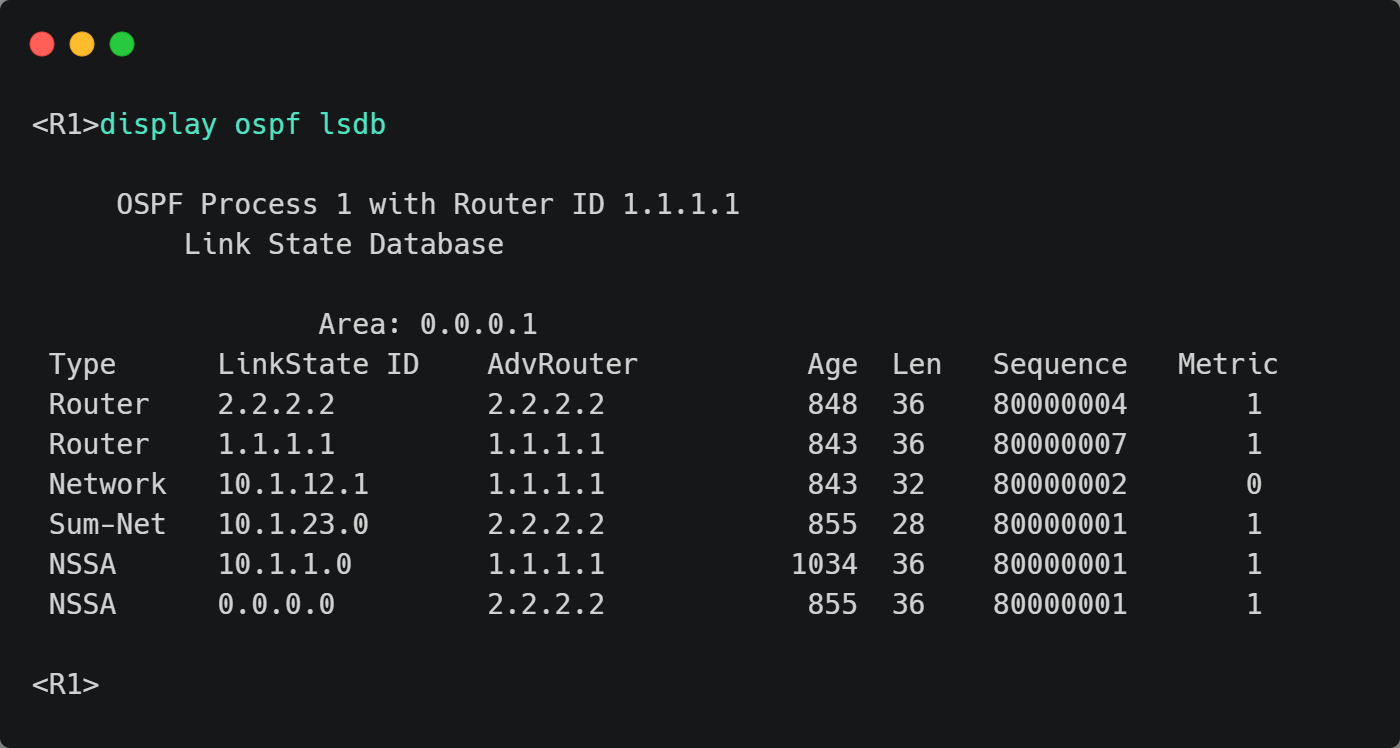 <R1>display ospf lsdb
OSPF Process 1 with Router ID 1.1.1.1
Link State Database
Area: 0.0.0.1
Type LinkState ID AdvRouter Age Len Sequence Metric
Router 2.2.2.2 2.2.2.2 848 36 80000004 1
Router 1.1.1.1 1.1.1.1 843 36 80000007 1
Network 10.1.12.1 1.1.1.1 843 32 80000002 0
Sum-Net 10.1.23.0 2.2.2.2 855 28 80000001 1
NSSA 10.1.1.0 1.1.1.1 1034 36 80000001 1
NSSA 0.0.0.0 2.2.2.2 855 36 80000001 1
<R1>